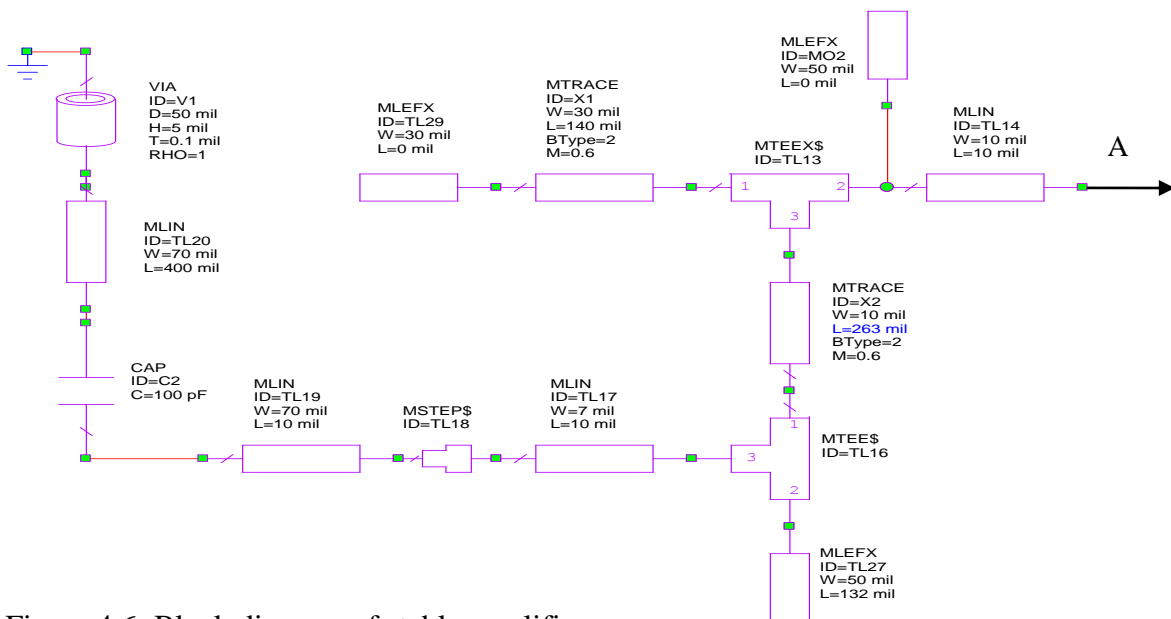 VIA
ID=V1
D=50 mil
H=5 mil
T=0.1 mil
RHO=1
MLEFX
ID=TL29
W=30 mil
L=0 mil
MTRACE
ID=X1
W=30 mil
L=140 mil
BType=2
M=0.6
MLEFX
ID=MO2
W=50 mil
L=0 mil
MTEEX$
ID=TL13
MLIN
ID=TL14
W=10 mil
L=10 mil
A
1
2
3
MLIN
ID=TL20
W=70 mil
L=400 mil
MTRACE
ID=X2
W=10 mil
L=263 mil
BType=2
M=0.6
CAP
ID=C2
C=100 pF
MLIN
ID=TL19
W=70 mil
L=10 mil
MSTEP$
ID=TL18
MLIN
ID=TL17
W=7 mil
L=10 mil
1
3
2
MTEE$
ID=TL16
MLEFX
ID=TL27
W=50 mil
L=132 mil